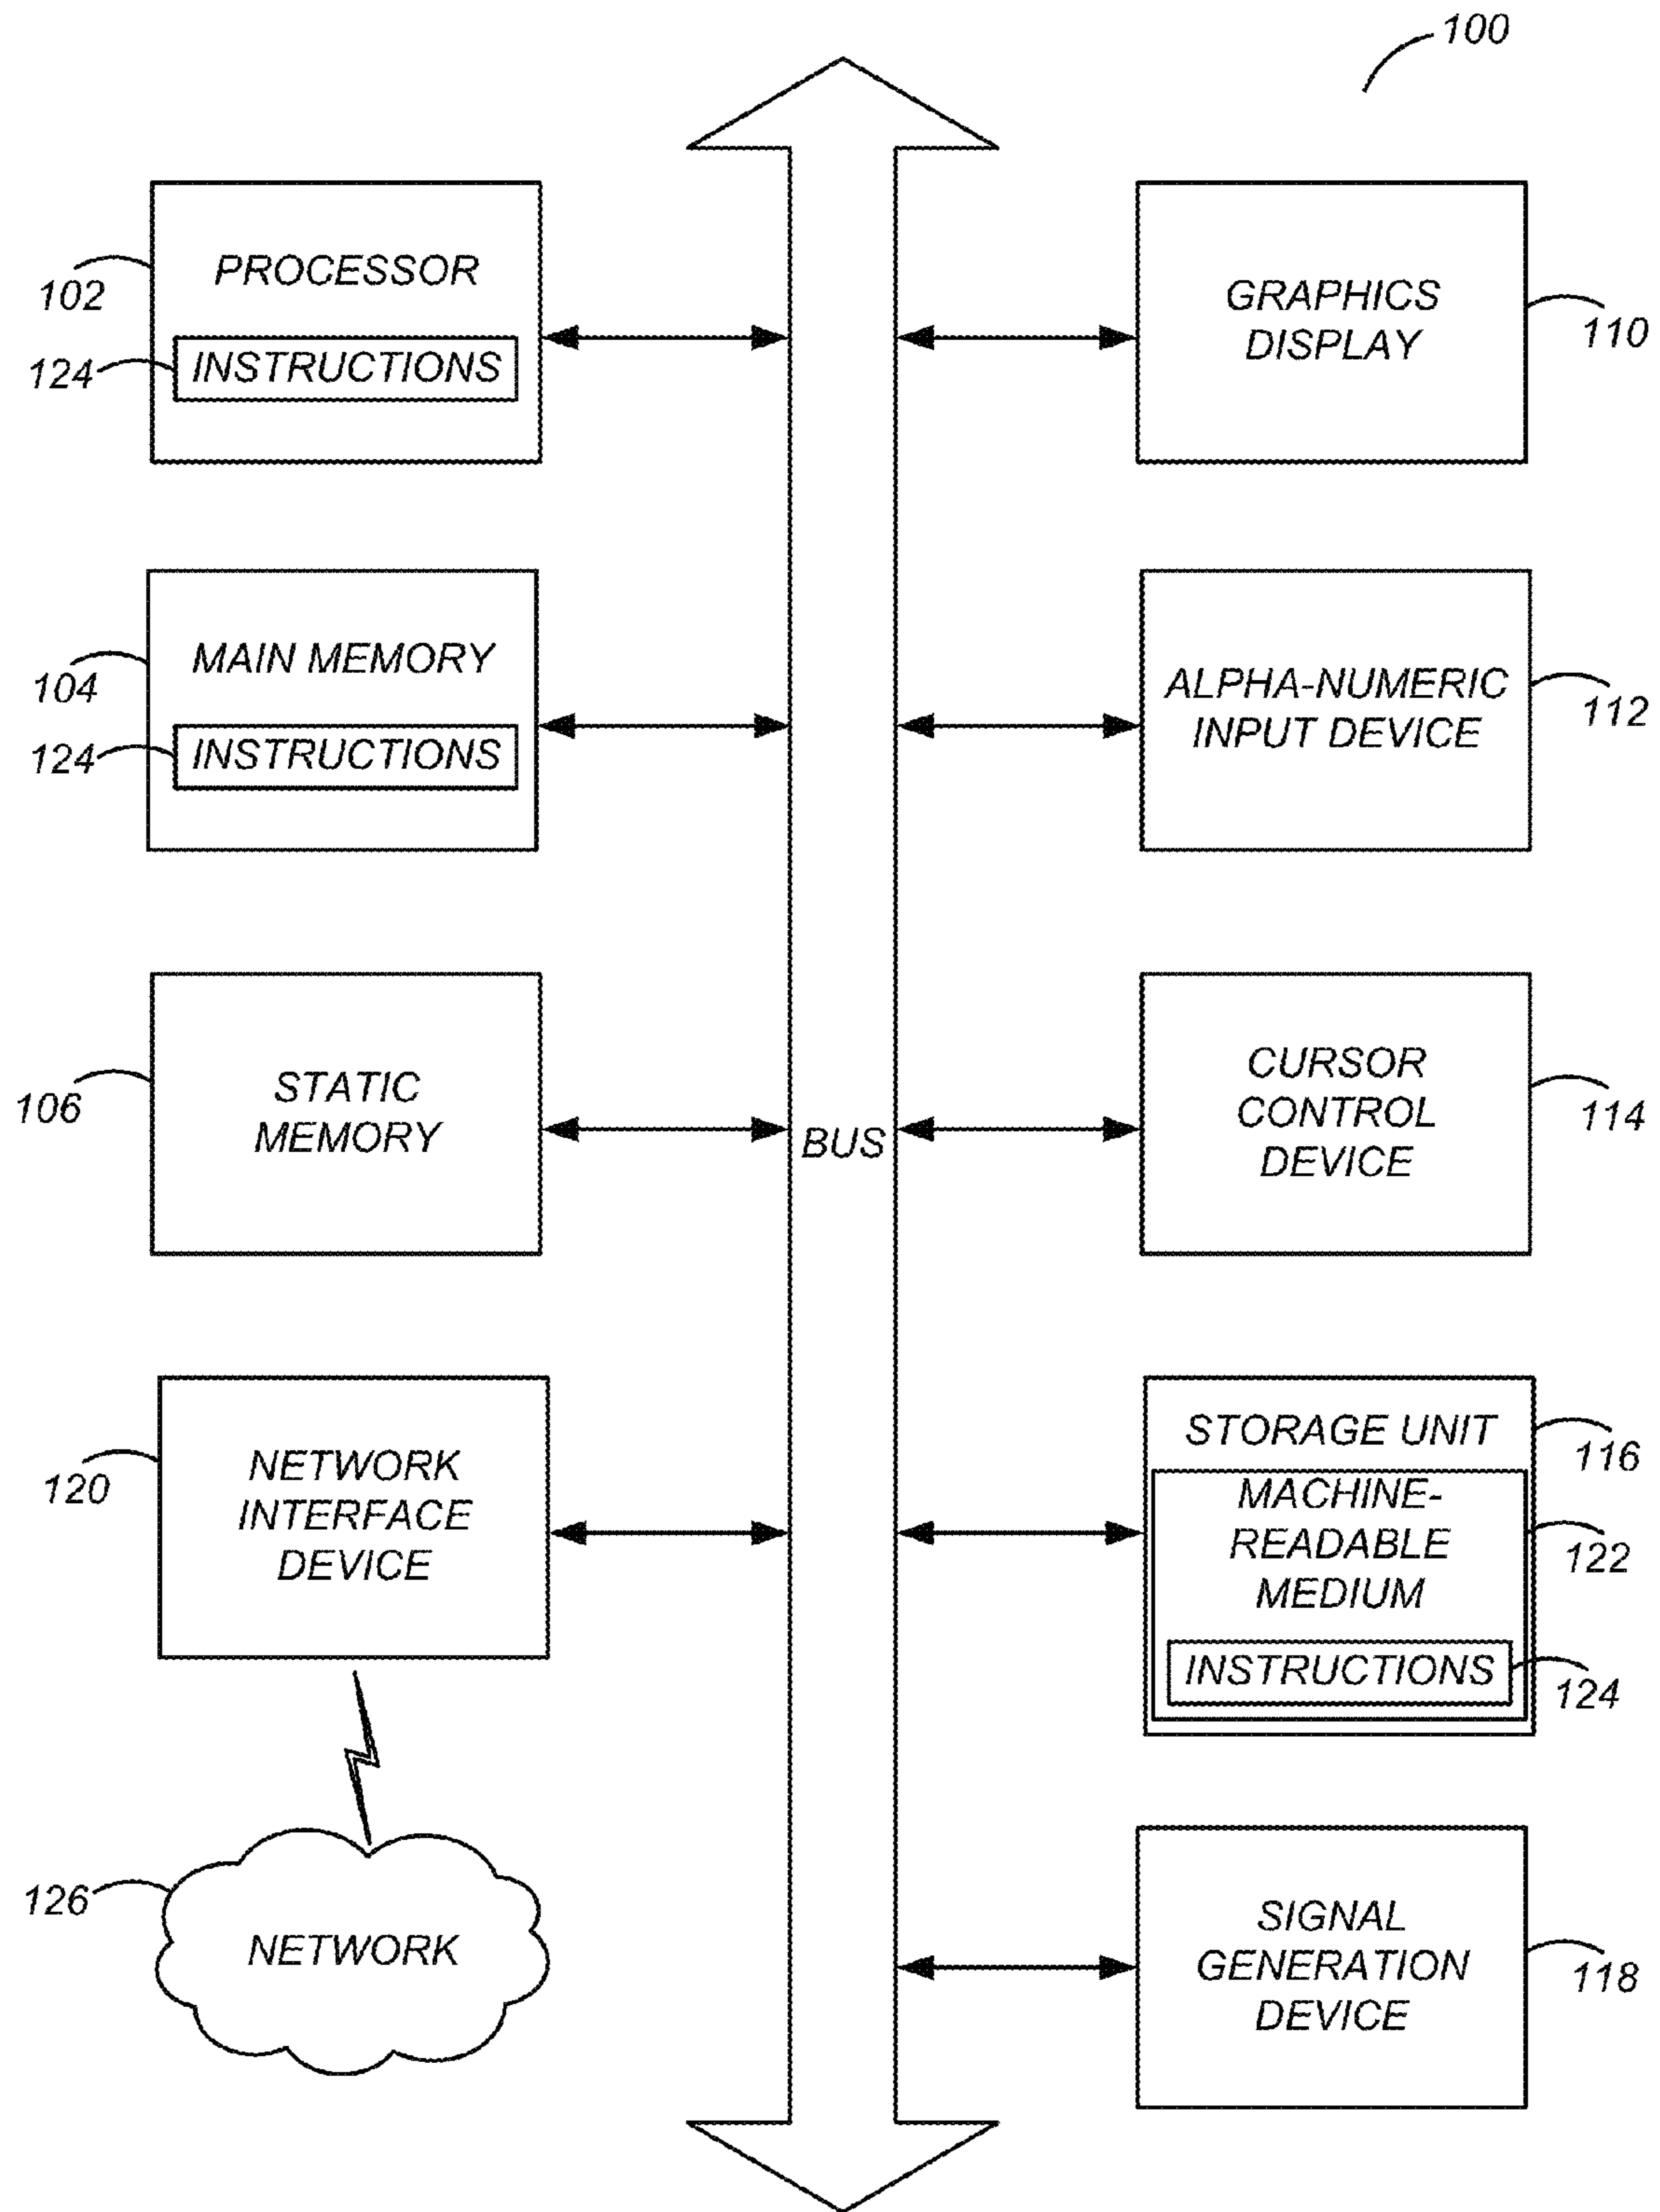 100
PROCESSOR
102
INSTRUCTIONS
124
GRAPHICS
DISPLAY
110
MAIN MEMORY
104
INSTRUCTIONS
124
ALPHA-NUMERIC
INPUT DEVICE
112
STATIC
MEMORY
106
BUS
CURSOR
CONTROL
DEVICE
114
NETWORK
INTERFACE
DEVICE
120
STORAGE UNIT
116
MACHINE-
READABLE
MEDIUM
122
INSTRUCTIONS
124
126
NETWORK
SIGNAL
GENERATION
DEVICE
118